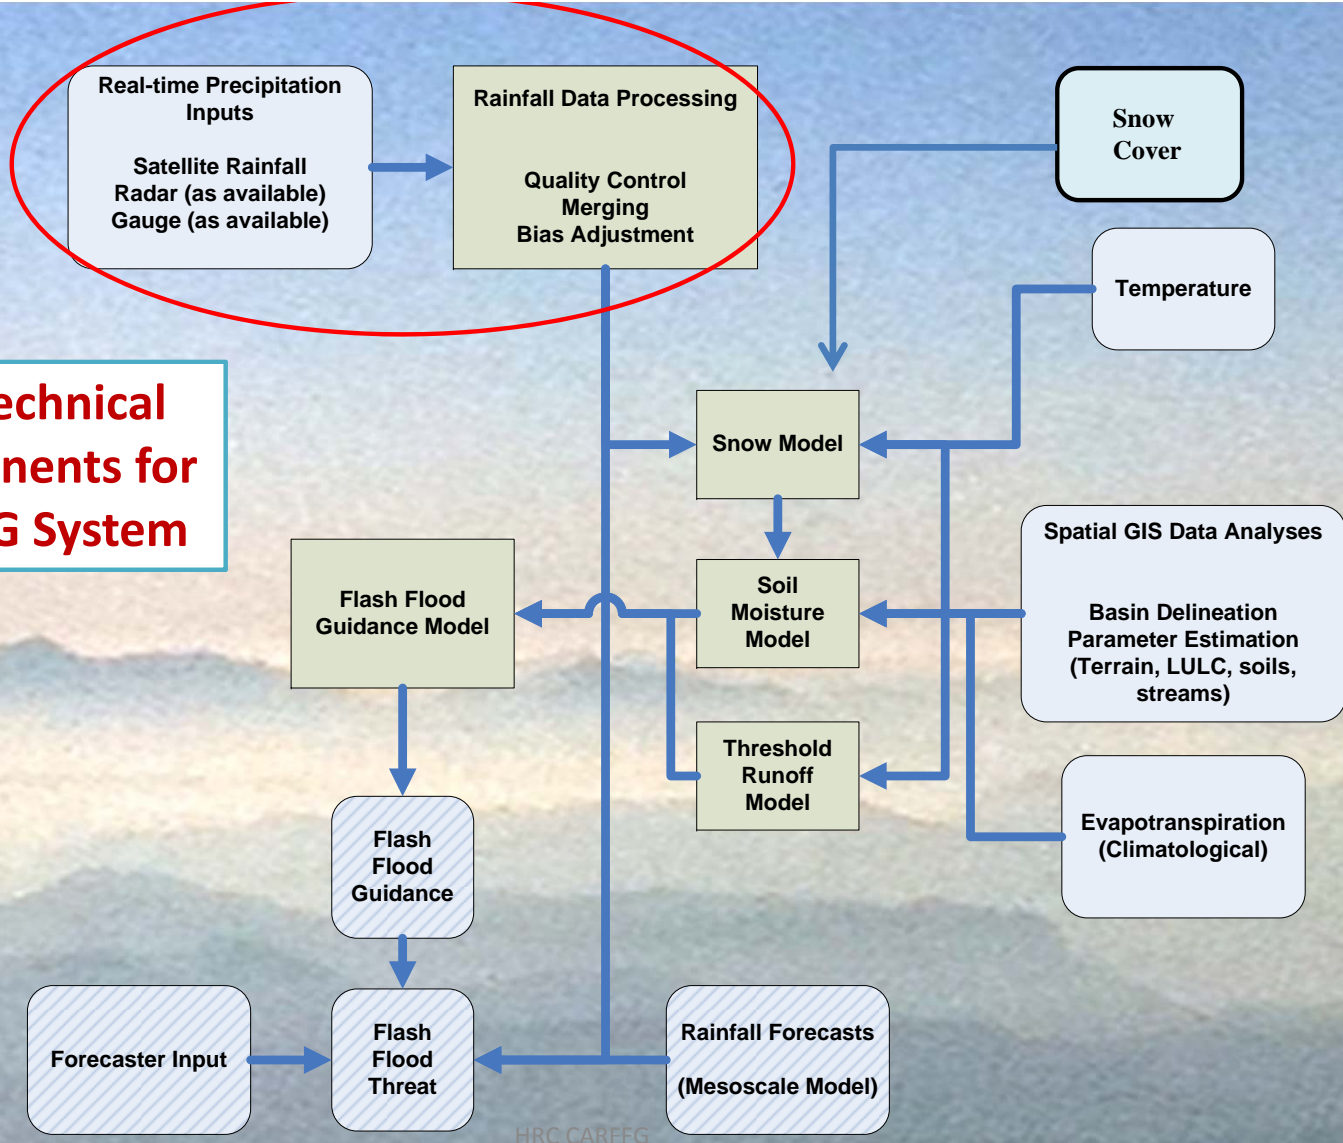 Real-time Precipitation
Inputs
Satellite Rainfall
Radar (as available)
Gauge (as available)
Rainfall Data Processing
Quality Control
Merging
Bias Adjustment
Snow
Cover
Temperature
echnical
nents for
G System
Snow Model
Spatial GIS Data Analyses
Basin Delineation
Parameter Estimation
(Terrain, LULC, soils,
streams)
Flash Flood
Guidance Model
Soil
Moisture
Model
Threshold
Runoff
Model
Evapotranspiration
(Climatological)
Flash
Flood
Guidance
Forecaster Input
Flash
Flood
Threat
Rainfall Forecasts
(Mesoscale Model)
HRC CARFFG